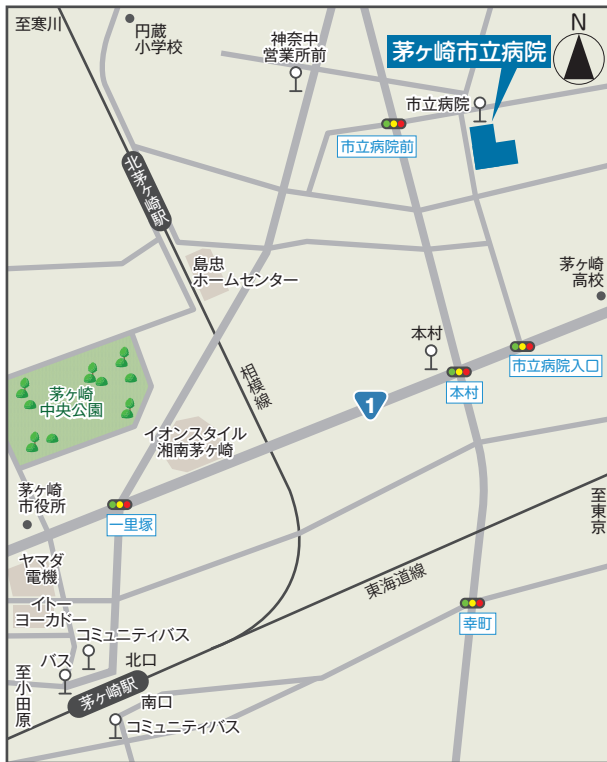 至寒川
円蔵
小学校
神奈中
営業所前
茅ヶ崎市立病院
N
市立病院
市立病院前
北茅ヶ崎駅
島忠
ホームセンター
茅ヶ崎
高校
本村
市立病院入口
本村
相模線
1
茅ヶ崎
中央公園
イオンスタイル
湘南茅ヶ崎
茅ヶ崎
市役所
一里塚
至東京
ヤマダ
電機
東海道線
イトー
ヨーカドー
幸町
コミュニティバス
バス
北口
至小田原
茅ヶ崎駅
南口
コミュニティバス